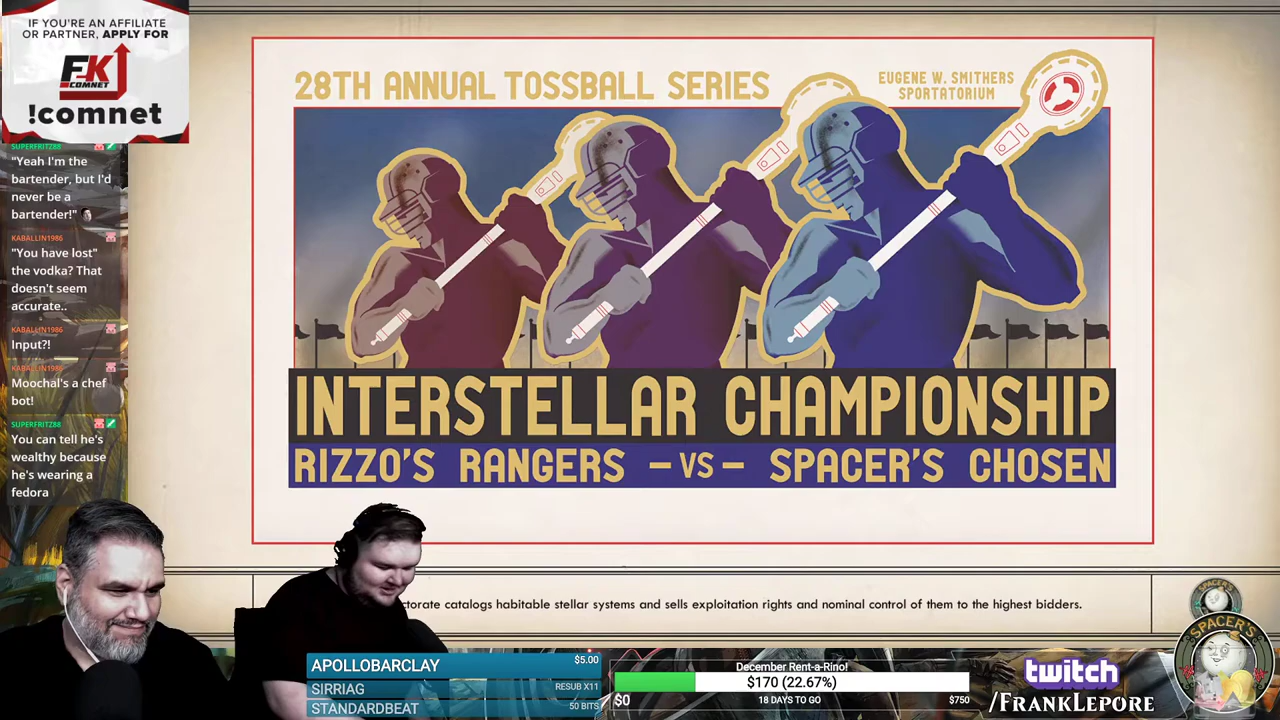 IF YOU'RE AN AFFILIATE
OR PARTNER, APPLY FOR
COMNET
!comnet
SUPERFRITZ88
"Yeah I'm the
bartender, but I'd
never be a
bartender!"
KABALLIN1986
"You have lost"
the vodka? That
doesn't seem
accurate..
KABALLIN1986
Input?!
KABALLIN1986
Moochal's a chef
bot!
SUPERFRITZ88
You can tell he's
wealthy because
he's wearing a
fedora
28TH ANNUAL TOSSBALL SERIES
EUGENE W. SMITHERS
SPORTATORIUM
INTERSTELLAR CHAMPIONSHIP
RIZZO'S RANGERS – VS – SPACER'S CHOSEN
ctorate catalogs habitable stellar systems and sells exploitation rights and nominal control of them to the highest bidders.
SPACER'S
SPACER'S
APOLLOBARCLAY $5.00
SIRRIAG RESUB X11
STANDARDBEAT 50 BITS
December Rent-a-Rino!
$170 (22.67%)
$0 18 DAYS TO GO $750
twitch
/FRANKLEPORE